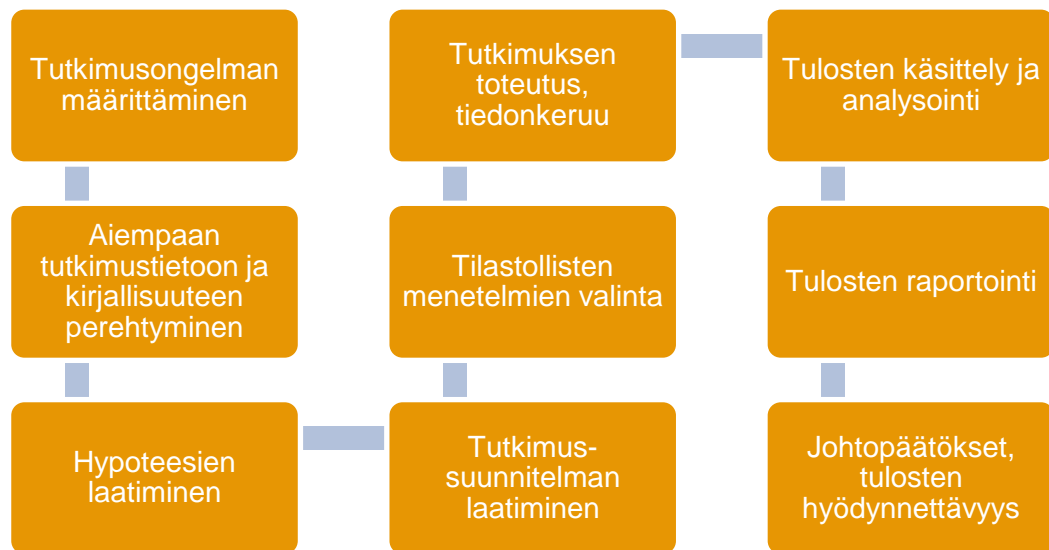 Tutkimusongelman
määrittäminen
Aiempaan
tutkimustietoon ja
kirjallisuuteen
perehtyminen
Hypoteesien
laatiminen
Tutkimus-
suunnitelman
laatiminen
Tilastollisten
menetelmien valinta
Tutkimuksen
toteutus,
tiedonkeruu
Tulosten käsittely ja
analysointi
Tulosten raportointi
Johtopäätökset,
tulosten
hyödynnettävyys